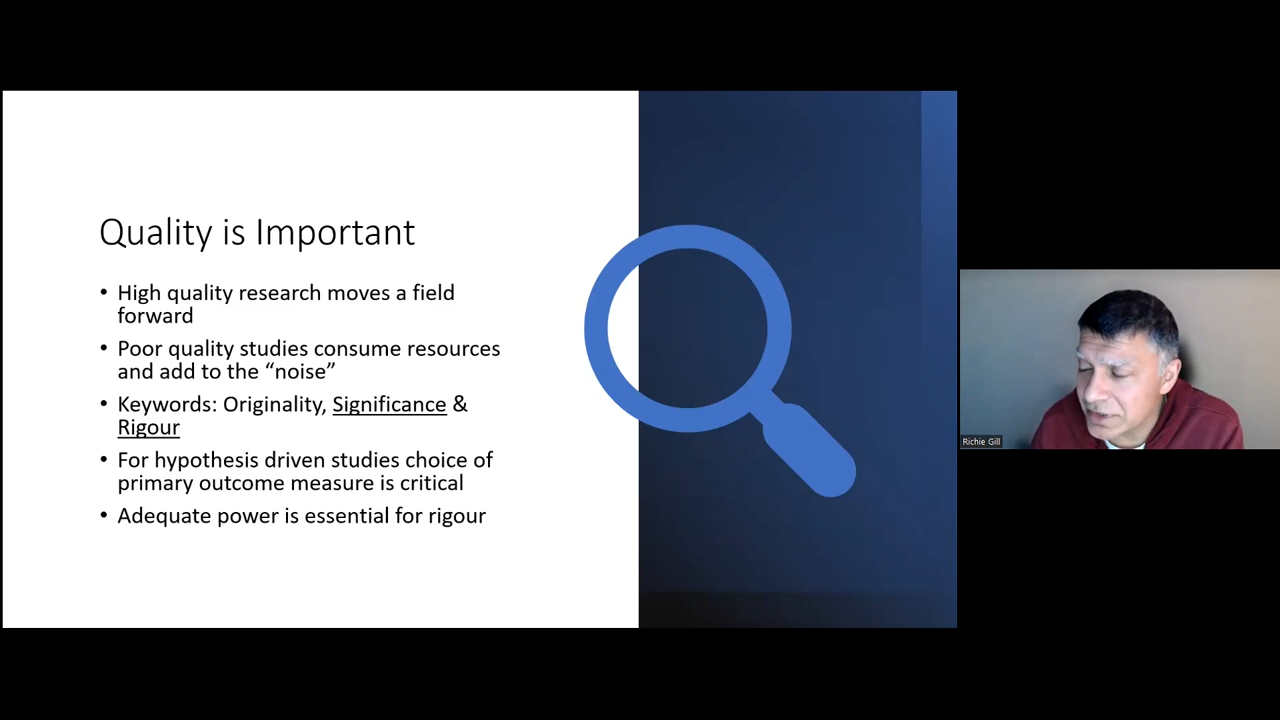 Quality is Important
• High quality research moves a field
forward
• Poor quality studies consume resources
and add to the “noise”
• Keywords: Originality, Significance &
Rigour
• For hypothesis driven studies choice of
primary outcome measure is critical
• Adequate power is essential for rigour
Richie Gill